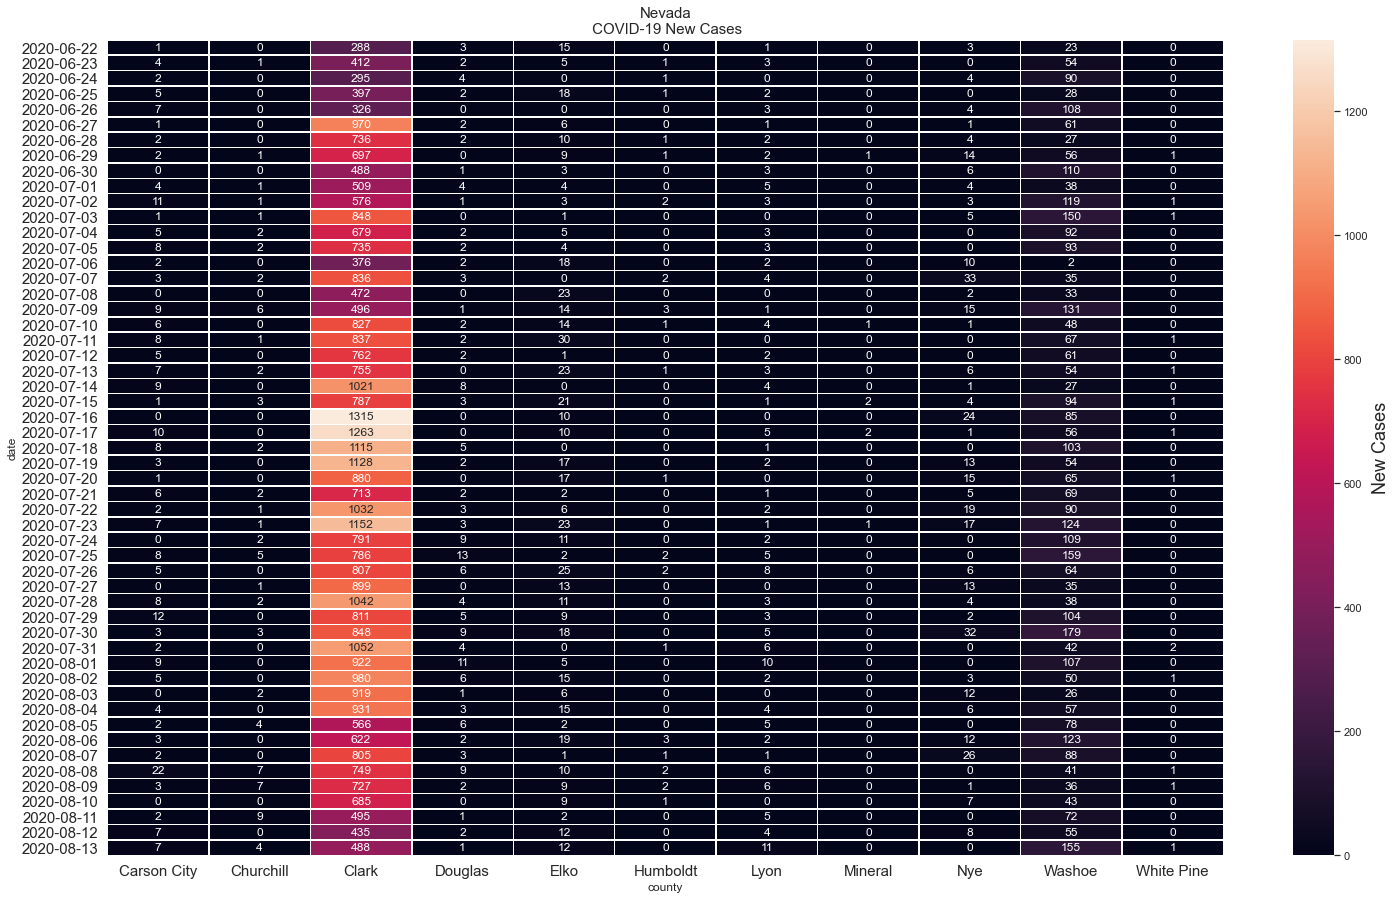 Nevada
COVID-19 New Cases
2020-06-22 1 0 288 3 15 0 1 0 3 23 0
2020-06-23 4 1 412 2 5 1 3 0 0 54 0
2020-06-24 2 0 295 4 0 1 0 0 4 90 0
2020-06-25 5 0 397 2 18 1 2 0 0 28 0
2020-06-26 7 0 326 0 0 0 3 0 4 108 0
2020-06-27 1 0 970 2 6 0 1 0 1 61 0
2020-06-28 2 0 736 2 10 1 2 0 4 27 0
2020-06-29 2 1 697 0 9 1 2 1 14 56 1
2020-06-30 0 0 488 1 3 0 3 0 6 110 0
2020-07-01 4 1 509 4 4 0 5 0 4 38 0
2020-07-02 11 1 576 1 3 2 3 0 3 119 1
2020-07-03 1 1 848 0 1 0 0 0 5 150 1
2020-07-04 5 2 679 2 5 0 3 0 0 92 0
2020-07-05 8 2 735 2 4 0 3 0 0 93 0
2020-07-06 2 0 376 2 18 0 2 0 10 2 0
2020-07-07 3 2 836 3 0 2 4 0 33 35 0
2020-07-08 0 0 472 0 23 0 0 0 2 33 0
2020-07-09 9 6 496 1 14 3 1 0 15 131 0
2020-07-10 6 0 827 2 14 1 4 1 1 48 0
2020-07-11 8 1 837 2 30 0 0 0 0 67 1
2020-07-12 5 0 762 2 1 0 2 0 0 61 0
2020-07-13 7 2 755 0 23 1 3 0 6 54 1
2020-07-14 9 0 1021 8 0 0 4 0 1 27 0
2020-07-15 1 3 787 3 21 0 1 2 4 94 1
2020-07-16 0 0 1315 0 10 0 0 0 24 85 0
2020-07-17 10 0 1263 0 10 0 5 2 1 56 1
2020-07-18 8 2 1115 5 0 0 1 0 0 103 0
2020-07-19 3 0 1128 2 17 0 2 0 13 54 0
2020-07-20 1 0 880 0 17 1 0 0 15 65 1
2020-07-21 6 2 713 2 2 0 1 0 5 69 0
2020-07-22 2 1 1032 3 6 0 2 0 19 90 0
2020-07-23 7 1 1152 3 23 0 1 1 17 124 0
2020-07-24 0 2 791 9 11 0 2 0 0 109 0
2020-07-25 8 5 786 13 2 2 5 0 0 159 0
2020-07-26 5 0 807 6 25 2 8 0 6 64 0
2020-07-27 0 1 899 0 13 0 0 0 13 35 0
2020-07-28 8 2 1042 4 11 0 3 0 4 38 0
2020-07-29 12 0 811 5 9 0 3 0 2 104 0
2020-07-30 3 3 848 9 18 0 5 0 32 179 0
2020-07-31 2 0 1052 4 0 1 6 0 0 42 2
2020-08-01 9 0 922 11 5 0 10 0 0 107 0
2020-08-02 5 0 980 6 15 0 2 0 3 50 1
2020-08-03 0 2 919 1 6 0 0 0 12 26 0
2020-08-04 4 0 931 3 15 0 4 0 6 57 0
2020-08-05 2 4 566 6 2 0 5 0 0 78 0
2020-08-06 3 0 622 2 19 3 2 0 12 123 0
2020-08-07 2 0 805 3 1 1 1 0 26 88 0
2020-08-08 22 7 749 9 10 2 6 0 0 41 1
2020-08-09 3 7 727 2 9 2 6 0 1 36 1
2020-08-10 0 0 685 0 9 1 0 0 7 43 0
2020-08-11 2 9 495 1 2 0 5 0 0 72 0
2020-08-12 7 0 435 2 12 0 4 0 8 55 0
2020-08-13 7 4 488 1 12 0 11 0 0 155 1
Carson City Churchill Clark Douglas Elko Humboldt Lyon Mineral Nye Washoe White Pine
county
date
1200
1000
800
600
400
200
0
New Cases